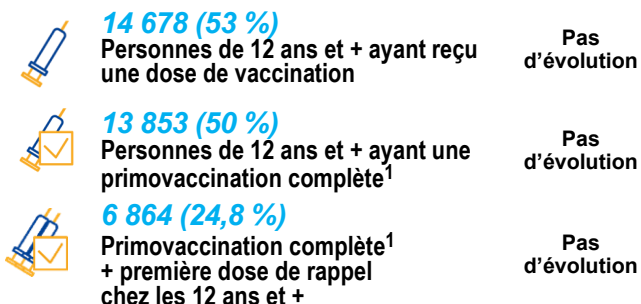 14 678 (53 %)
Personnes de 12 ans et + ayant reçu
une dose de vaccination
Pas
d'évolution
13 853 (50 %)
Personnes de 12 ans et + ayant une
primovaccination complète1
Pas
d'évolution
6 864 (24,8 %)
Primovaccination complète1
+ première dose de rappel
chez les 12 ans et +
Pas
d'évolution